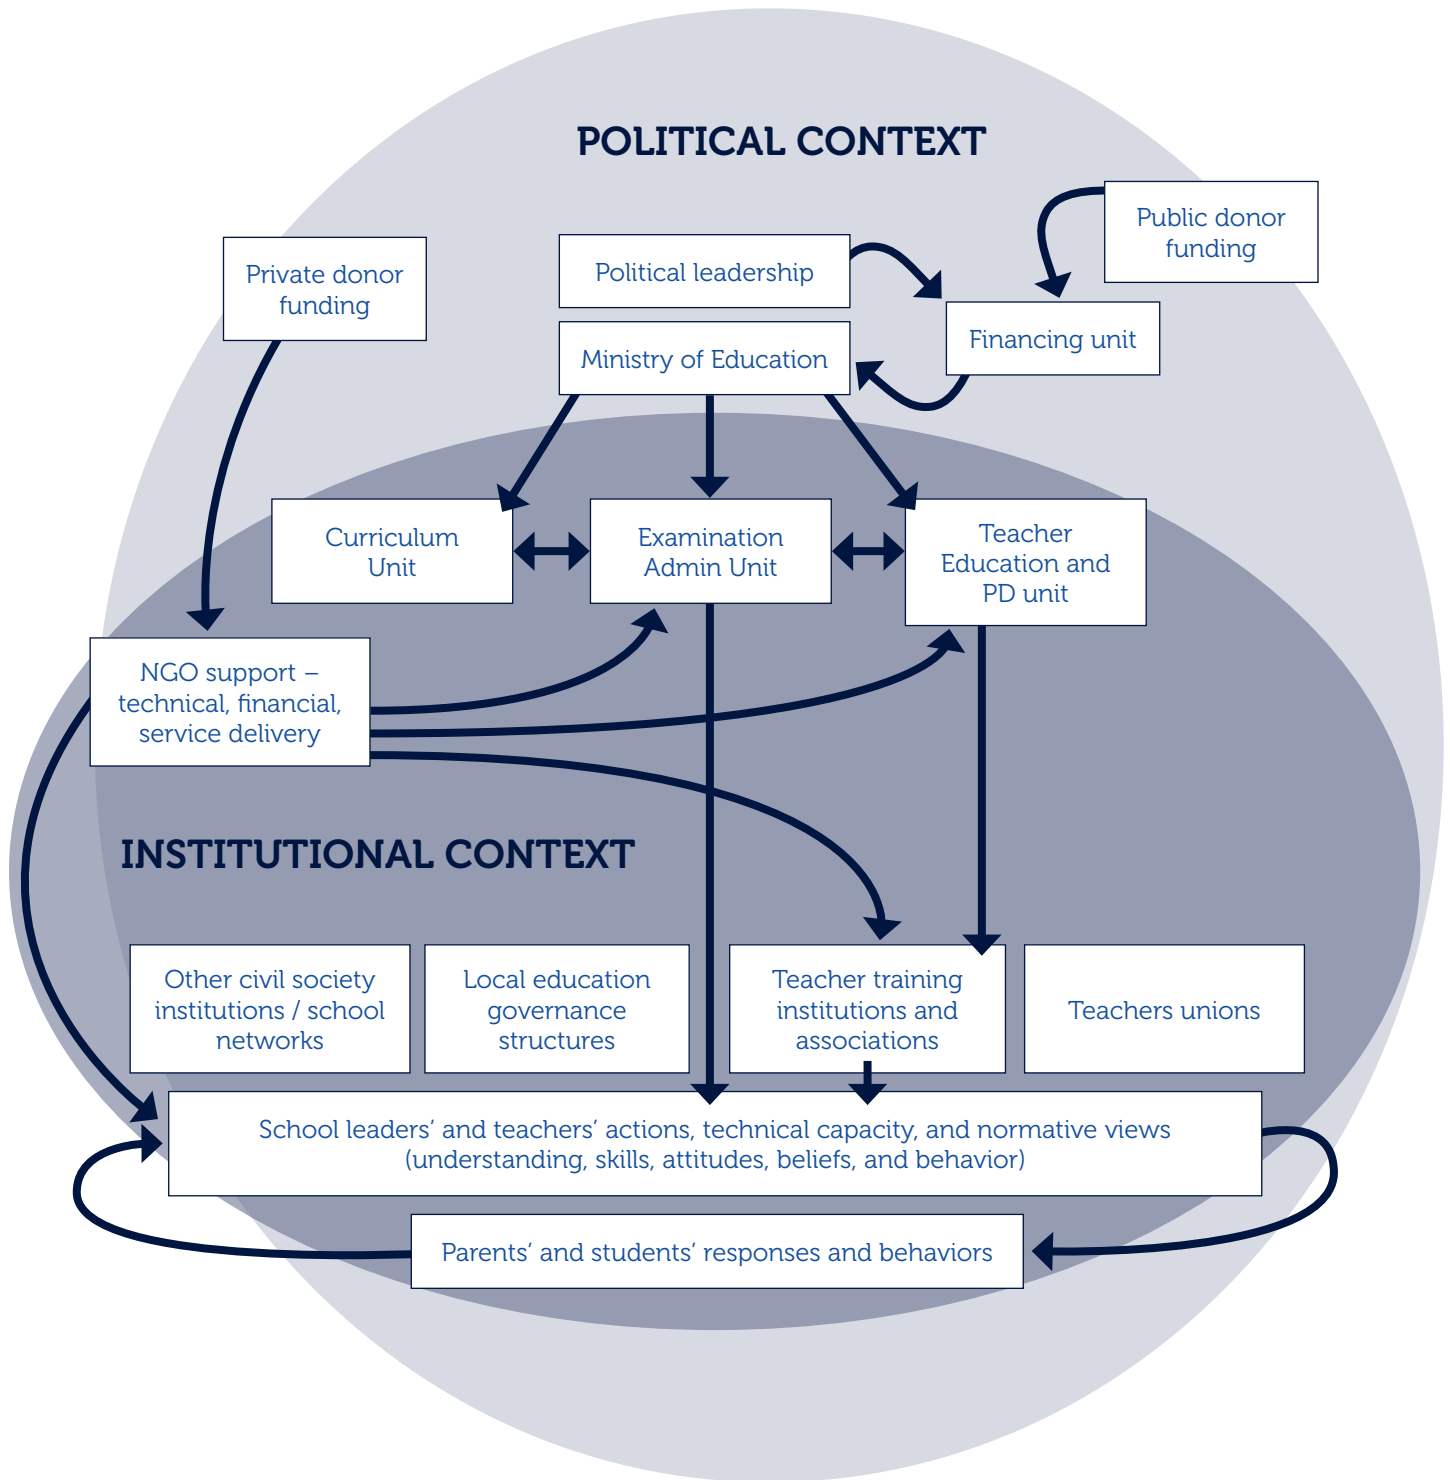 POLITICAL CONTEXT
Public donor
funding
Private donor
funding
Political leadership
Financing unit
Ministry of Education
Curriculum
Unit
Examination
Admin Unit
Teacher
Education and
PD unit
NGO support –
technical, financial,
service delivery
INSTITUTIONAL CONTEXT
Other civil society
institutions / school
networks
Local education
governance
structures
Teacher training
institutions and
associations
Teachers unions
School leaders’ and teachers’ actions, technical capacity, and normative views
(understanding, skills, attitudes, beliefs, and behavior)
Parents’ and students’ responses and behaviors